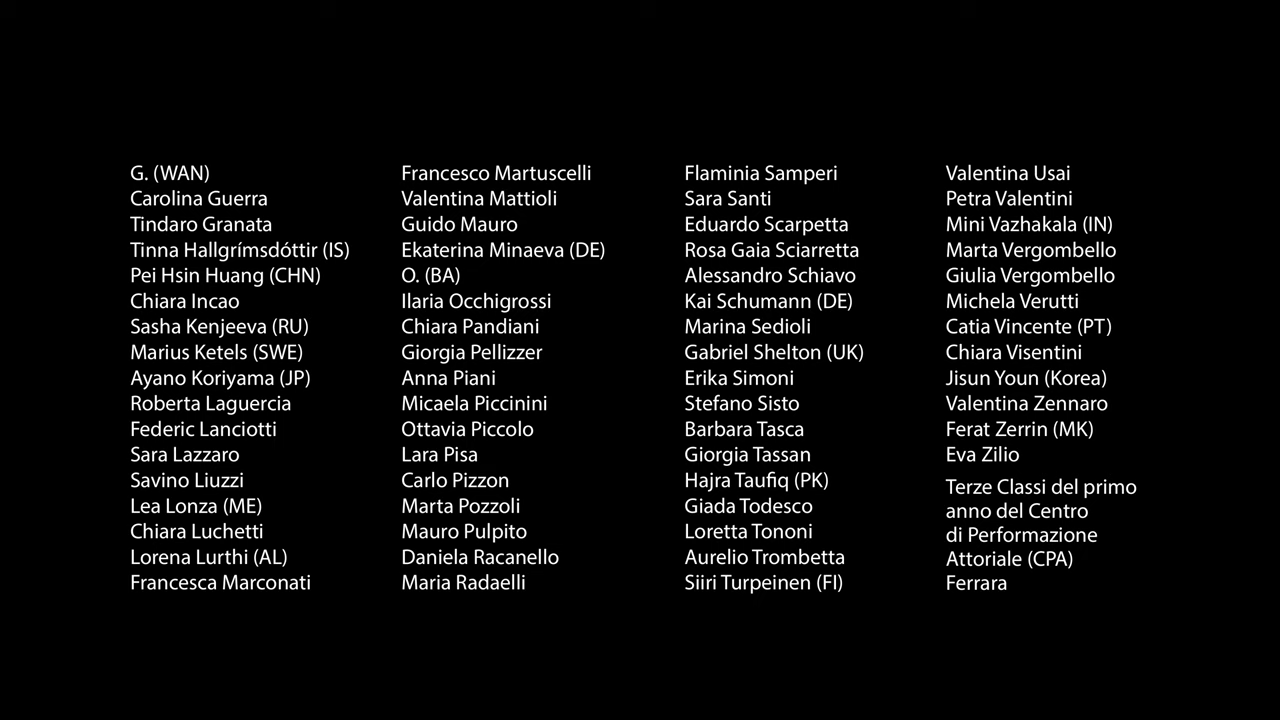 G. (WAN)
Carolina Guerra
Tindaro Granata
Tinna Hallgrímsdóttir (IS)
Pei Hsin Huang (CHN)
Chiara Incao
Sasha Kenjeeva (RU)
Marius Ketels (SWE)
Ayano Koriyama (JP)
Roberta Laguercia
Federic Lanciotti
Sara Lazzaro
Savino Liuzzi
Lea Lonza (ME)
Chiara Luchetti
Lorena Lurthi (AL)
Francesca Marconati
Francesco Martuscelli
Valentina Mattioli
Guido Mauro
Ekaterina Minaeva (DE)
O. (BA)
Ilaria Occhigrossi
Chiara Pandiani
Giorgia Pellizzer
Anna Piani
Micaela Piccinini
Ottavia Piccolo
Lara Pisa
Carlo Pizzon
Marta Pozzoli
Mauro Pulpito
Daniela Racanello
Maria Radaelli
Flaminia Samperi
Sara Santi
Eduardo Scarpetta
Rosa Gaia Sciarretta
Alessandro Schiavo
Kai Schumann (DE)
Marina Sedioli
Gabriel Shelton (UK)
Erika Simoni
Stefano Sisto
Barbara Tasca
Giorgia Tassan
Hajra Taufiq (PK)
Giada Todesco
Loretta Tononi
Aurelio Trombetta
Siiri Turpeinen (FI)
Valentina Usai
Petra Valentini
Mini Vazhakala (IN)
Marta Vergombello
Giulia Vergombello
Michela Verutti
Catia Vincente (PT)
Chiara Visentini
Jisun Youn (Korea)
Valentina Zennaro
Ferat Zerrin (MK)
Eva Zilio
Terze Classi del primo
anno del Centro
di Performazione
Attoriale (CPA)
Ferrara